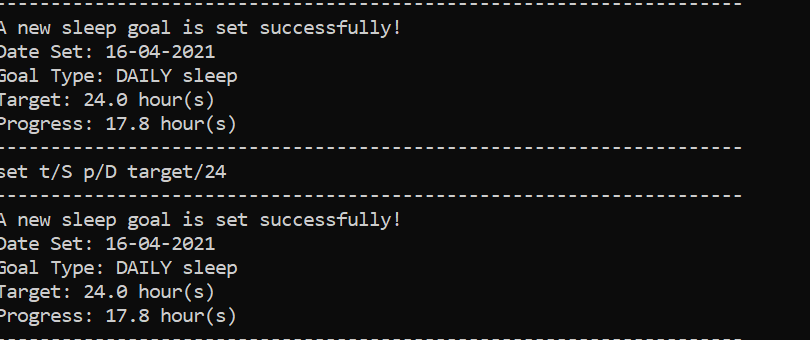 --------------------------------------------------------------------
A new sleep goal is set successfully!
Date Set: 16-04-2021
Goal Type: DAILY sleep
Target: 24.0 hour(s)
Progress: 17.8 hour(s)
--------------------------------------------------------------------
set t/S p/D target/24
--------------------------------------------------------------------
A new sleep goal is set successfully!
Date Set: 16-04-2021
Goal Type: DAILY sleep
Target: 24.0 hour(s)
Progress: 17.8 hour(s)
--------------------------------------------------------------------